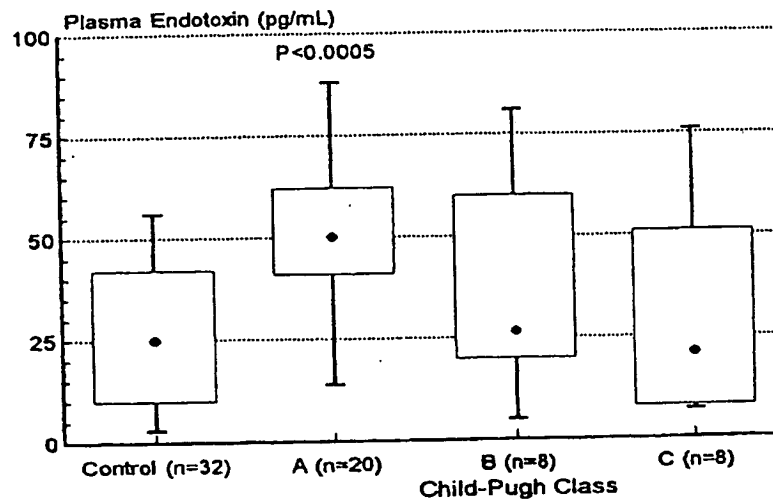 Plasma Endotoxin (pg/mL)
100
P<0.0005
75
50
25
0
Control (n=32) A (n=20) B (n=8) C (n=8)
Child-Pugh Class